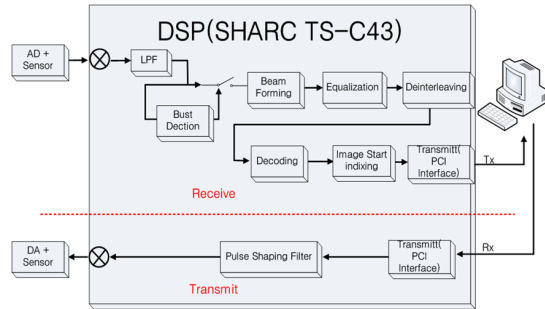 DSP(SHARC TS-C43)
AD +
Sensor
LPF
Bust
Dection
Beam
Forming
Equalization
Deinterleaving
Decoding
Image Start
indixing
Transmitt(
PCI
Interface)
Tx
Receive
DA +
Sensor
Pulse Shaping Filter
Transmitt(
PCI
Interface)
Rx
Transmit